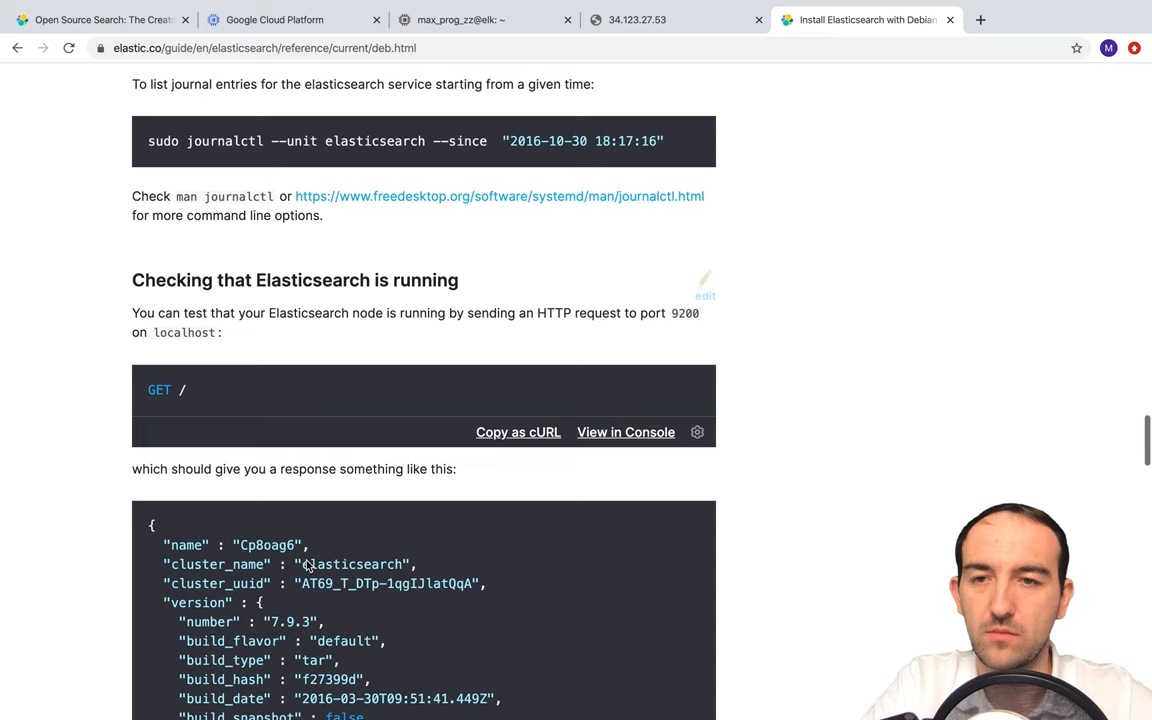 Open Source Search: The Creato
Google Cloud Platform
max_prog_zz@elk: ~
34.123.27.53
Install Elasticsearch with Debian
elastic.co/guide/en/elasticsearch/reference/current/deb.html
M
To list journal entries for the elasticsearch service starting from a given time:
sudo journalctl --unit elasticsearch --since  "2016-10-30 18:17:16"
Check man journalctl or https://www.freedesktop.org/software/systemd/man/journalctl.html
for more command line options.
Checking that Elasticsearch is running
edit
You can test that your Elasticsearch node is running by sending an HTTP request to port 9200
on localhost:
GET /
Copy as cURL View in Console
which should give you a response something like this:
{
"name" : "Cp8oag6",
"cluster_name" : "elasticsearch",
"cluster_uuid" : "AT69_T_DTp-1qgIJlatQqA",
"version" : {
"number" : "7.9.3",
"build_flavor" : "default",
"build_type" : "tar",
"build_hash" : "f27399d",
"build_date" : "2016-03-30T09:51:41.449Z",
"build_snapshot" : false